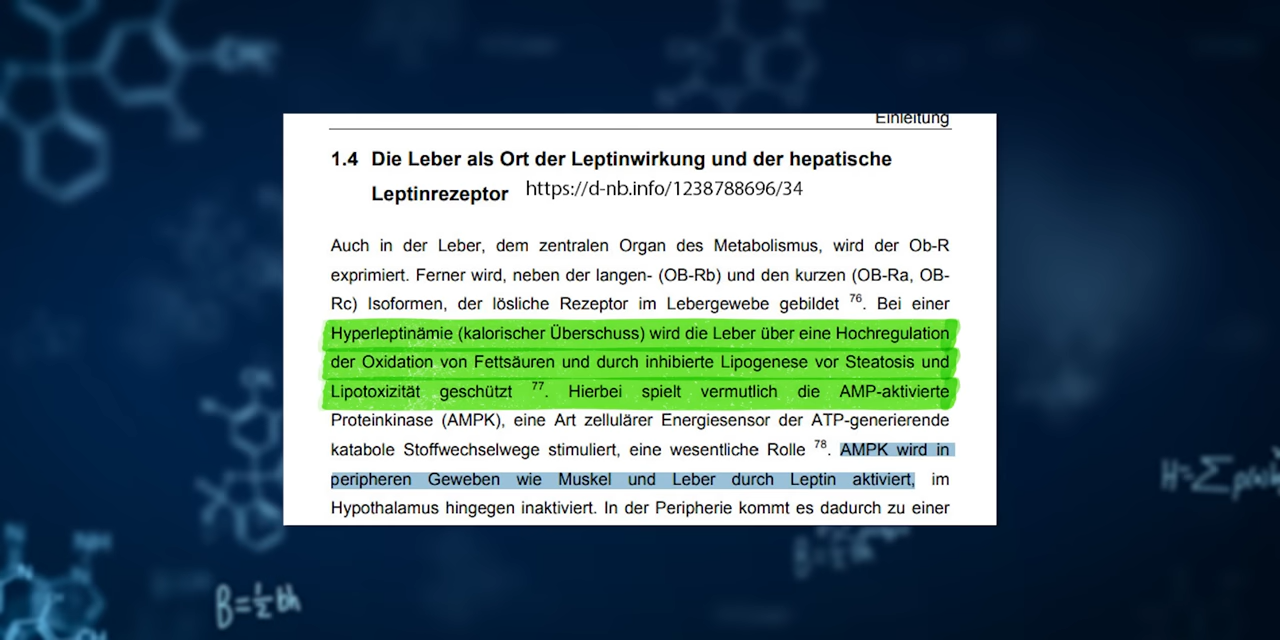 Einleitung
1.4 Die Leber als Ort der Leptinwirkung und der hepatische
Leptinrezeptor https://d-nb.info/1238788696/34
Auch in der Leber, dem zentralen Organ des Metabolismus, wird der Ob-R
exprimiert. Ferner wird, neben der langen- (OB-Rb) und den kurzen (OB-Ra, OB-
Rc) Isoformen, der lösliche Rezeptor im Lebergewebe gebildet 76. Bei einer
Hyperleptinämie (kalorischer Überschuss) wird die Leber über eine Hochregulation
der Oxidation von Fettsäuren und durch inhibierte Lipogenese vor Steatosis und
Lipotoxizität geschützt 77. Hierbei spielt vermutlich die AMP-aktivierte
Proteinkinase (AMPK), eine Art zellulärer Energiesensor der ATP-generierende
katabole Stoffwechselwege stimuliert, eine wesentliche Rolle 78. AMPK wird in
peripheren Geweben wie Muskel und Leber durch Leptin aktiviert, im
Hypothalamus hingegen inaktiviert. In der Peripherie kommt es dadurch zu einer
NH
B=½th